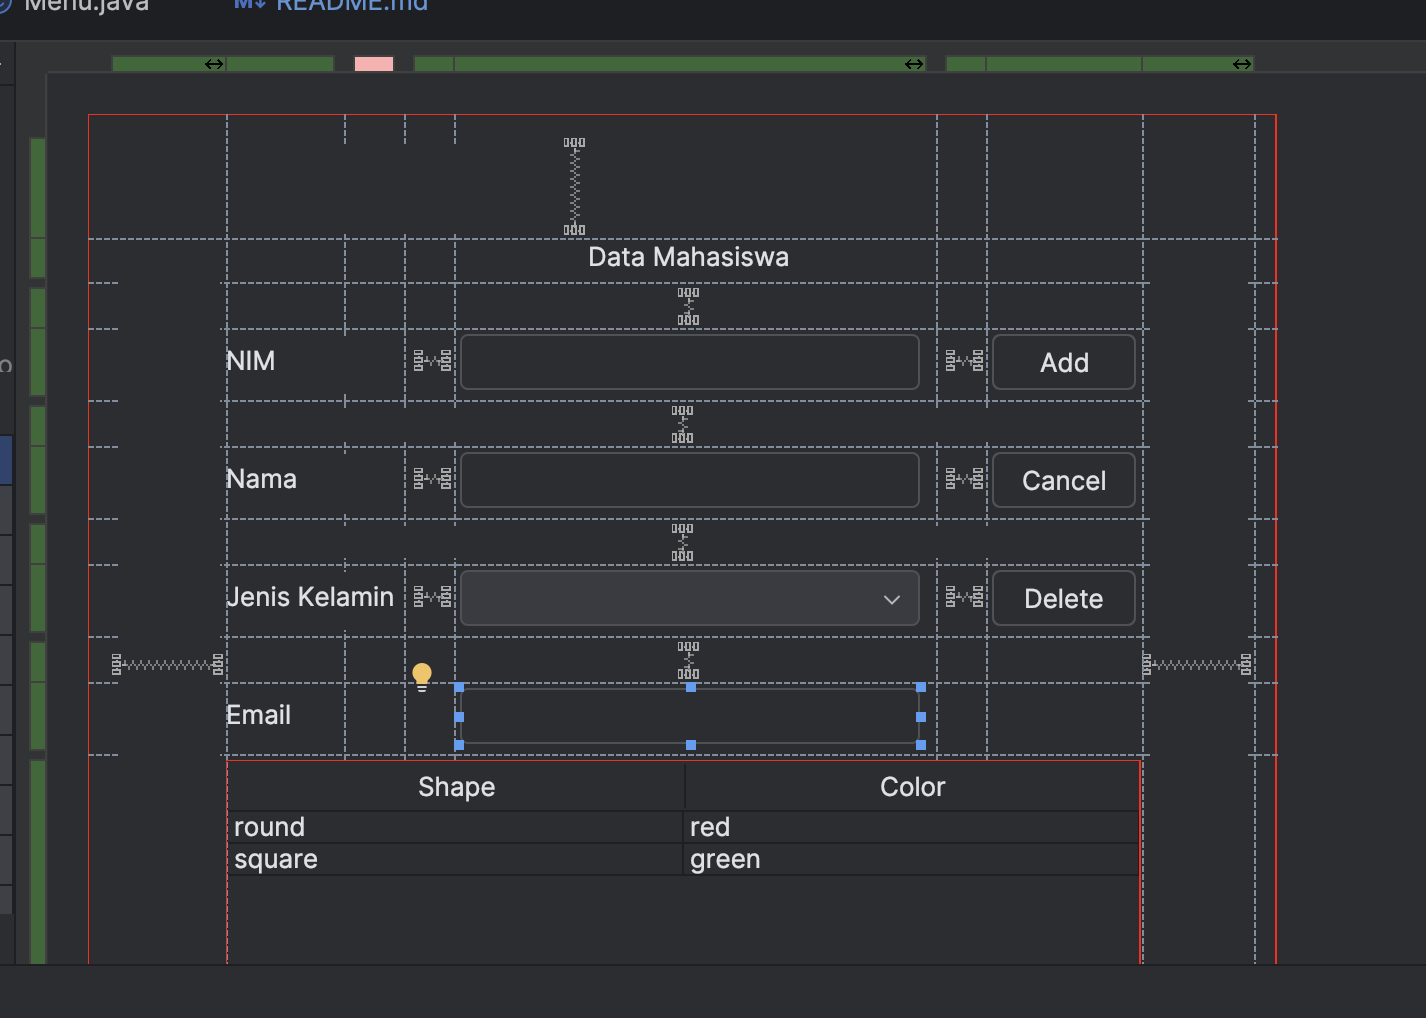 Menu.java M↓ README.md
Data Mahasiswa
NIM Add
Nama Cancel
Jenis Kelamin Delete
Email
Shape Color
round red
square green